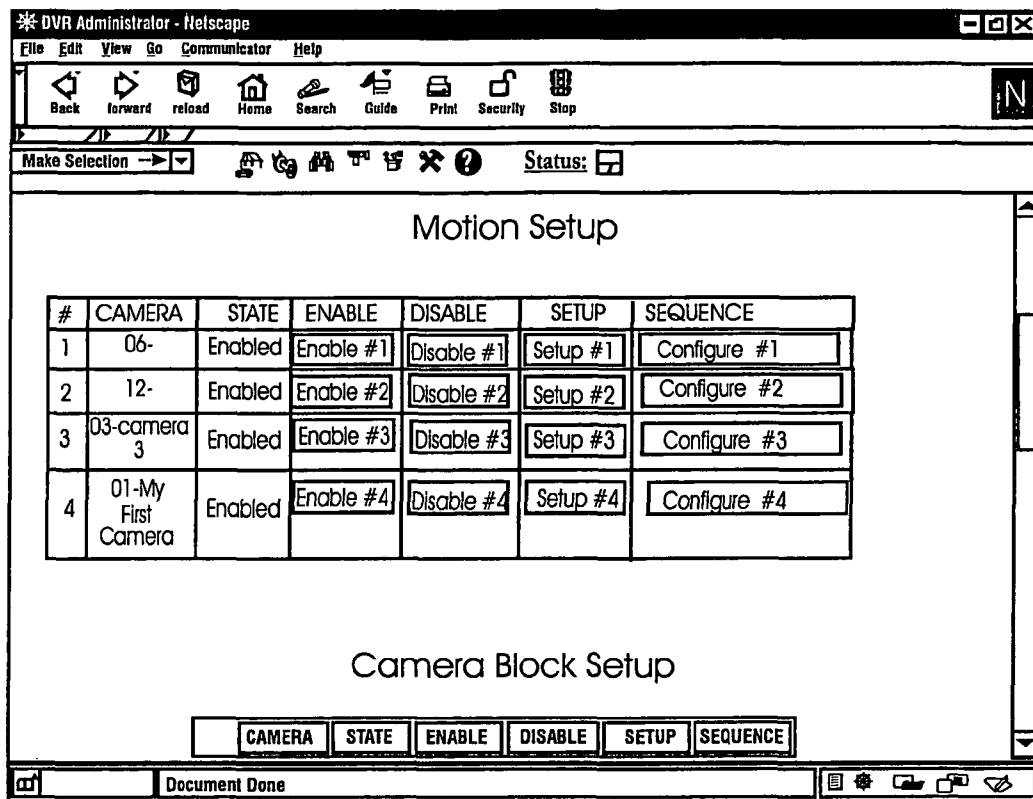 DVR Administrator - Netscape
File Edit View Go Communicator Help
Back forward reload Home Search Guide Print Security Stop
N
Make Selection Status:
Motion Setup
# CAMERA STATE ENABLE DISABLE SETUP SEQUENCE
1 06- Enabled Enable #1 Disable #1 Setup #1 Configure #1
2 12- Enabled Enable #2 Disable #2 Setup #2 Configure #2
3 03-camera 3 Enabled Enable #3 Disable #3 Setup #3 Configure #3
4 01-My First Camera Enabled Enable #4 Disable #4 Setup #4 Configure #4
Camera Block Setup
CAMERA STATE ENABLE DISABLE SETUP SEQUENCE
Document Done